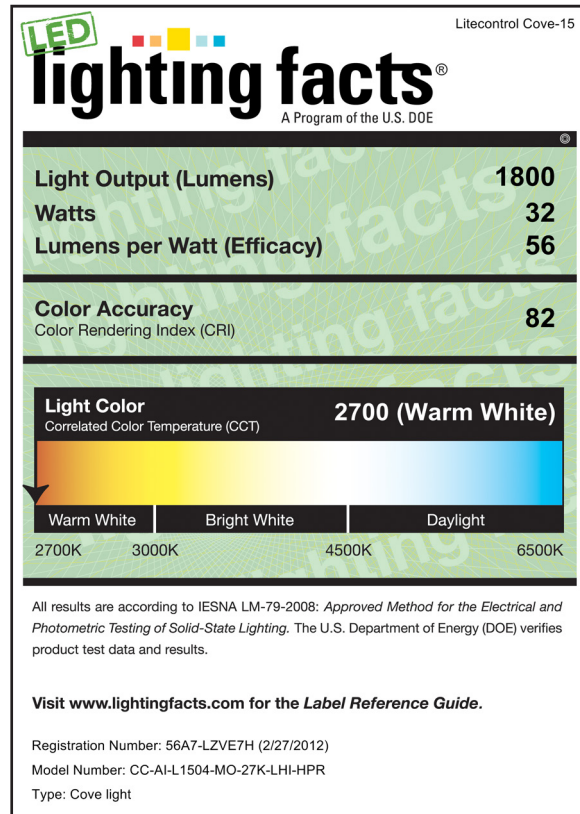 Litecontrol Cove-15
LED
lighting facts®
A Program of the U.S. DOE
Light Output (Lumens) 1800
Watts 32
Lumens per Watt (Efficacy) 56
Color Accuracy
Color Rendering Index (CRI) 82
Light Color
Correlated Color Temperature (CCT) 2700 (Warm White)
Warm White Bright White Daylight
2700K 3000K 4500K 6500K
All results are according to IESNA LM-79-2008: Approved Method for the Electrical and
Photometric Testing of Solid-State Lighting. The U.S. Department of Energy (DOE) verifies
product test data and results.
Visit www.lightingfacts.com for the Label Reference Guide.
Registration Number: 56A7-LZVE7H (2/27/2012)
Model Number: CC-AI-L1504-MO-27K-LHI-HPR
Type: Cove light